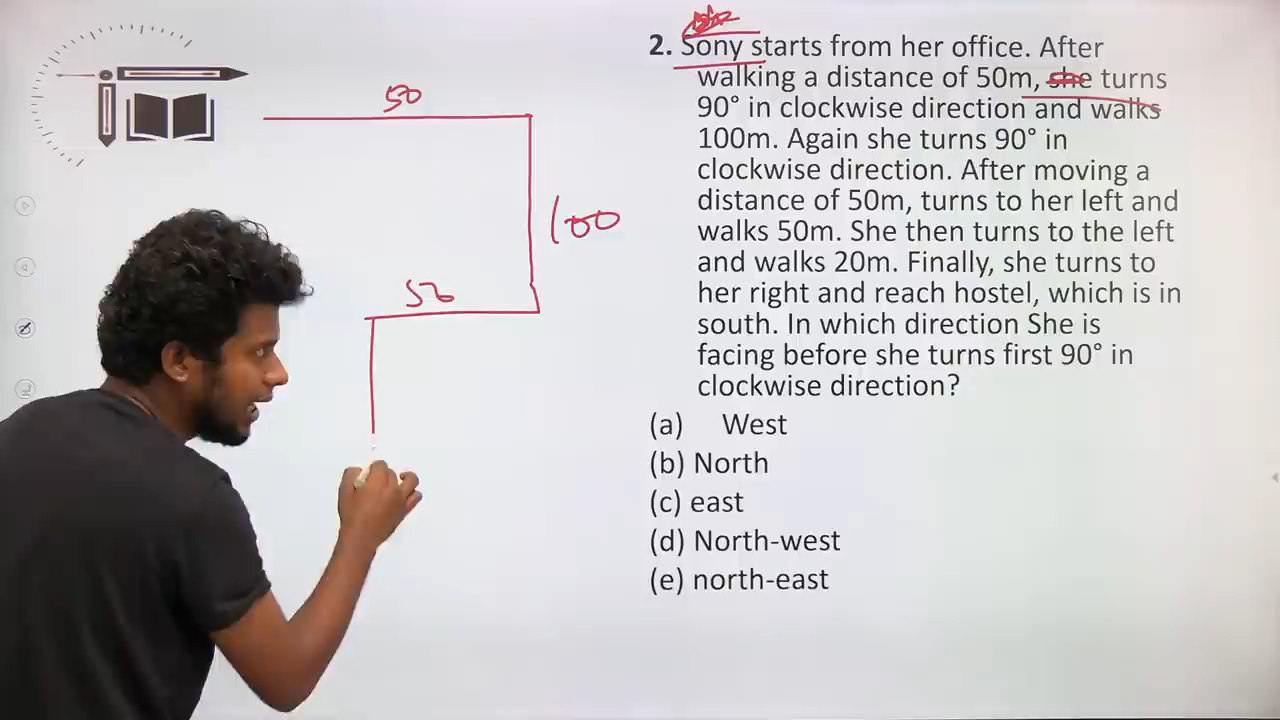 50
100
50
2. Sony starts from her office. After
walking a distance of 50m, she turns
90° in clockwise direction and walks
100m. Again she turns 90° in
clockwise direction. After moving a
distance of 50m, turns to her left and
walks 50m. She then turns to the left
and walks 20m. Finally, she turns to
her right and reach hostel, which is in
south. In which direction She is
facing before she turns first 90° in
clockwise direction?
(a) West
(b) North
(c) east
(d) North-west
(e) north-east